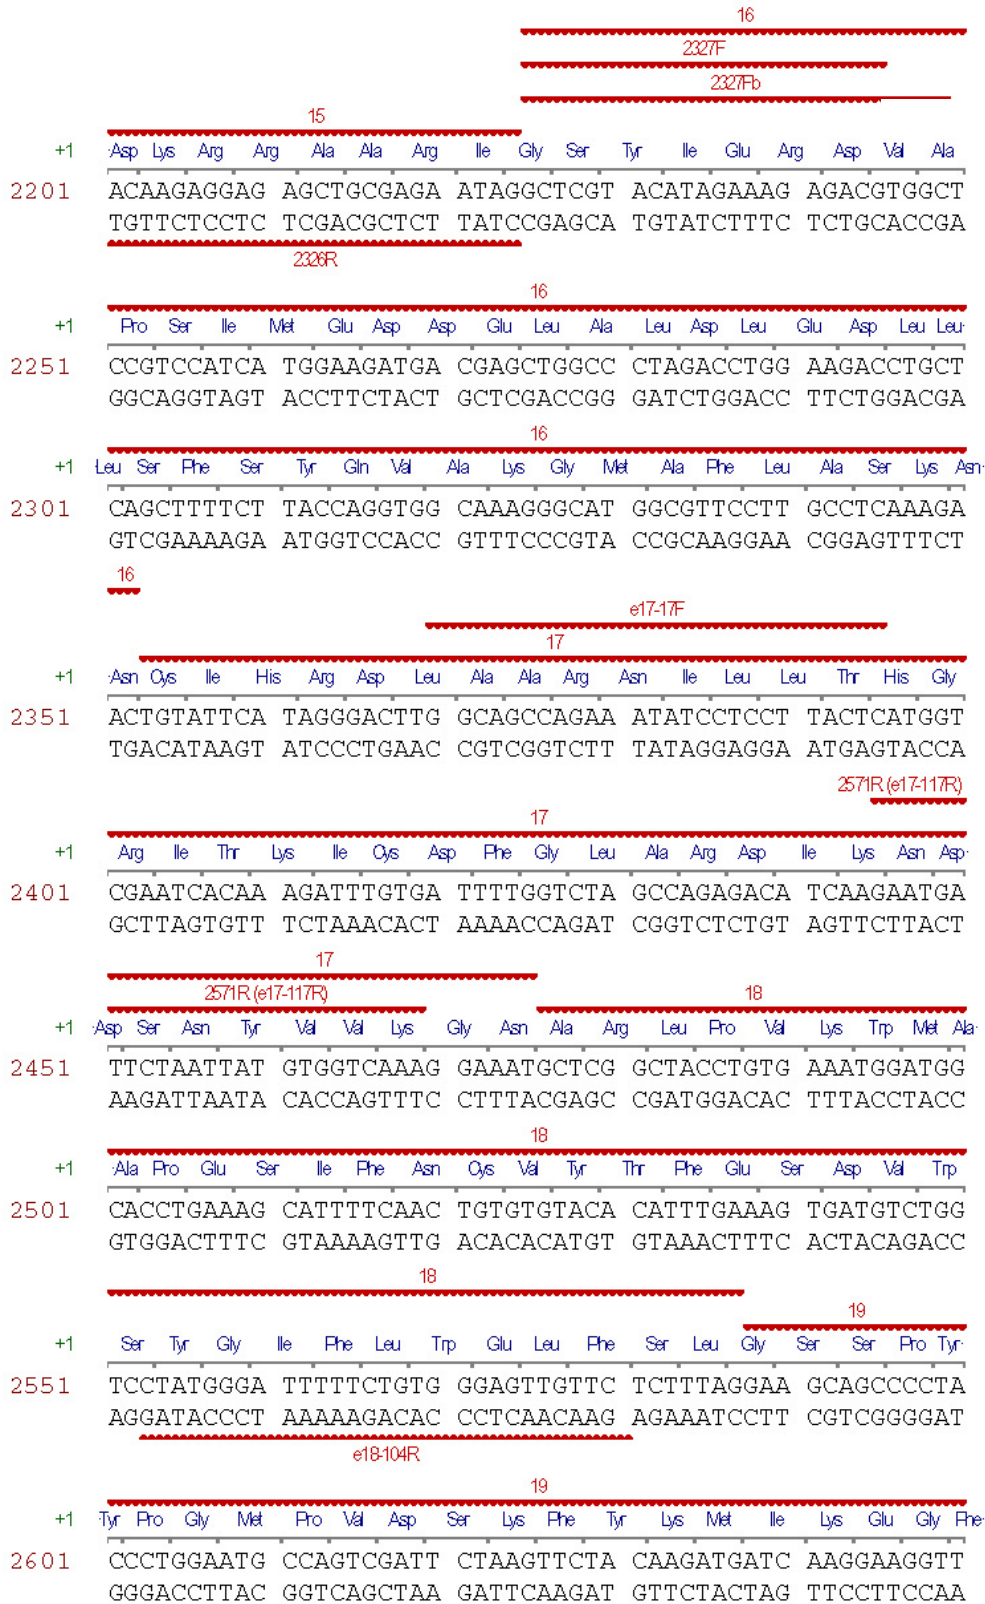 16
2327F
2327Fb
15
+1 ·Asp Lys Arg Arg Ala Ala Arg Ile Gly Ser Tyr Ile Glu Arg Asp Val Ala
2201 ACAAGAGGAG AGCTGCGAGA ATAGGCTCGT ACATAGAAAG AGACGTGGCT
TGTTCTCCTC TCGACGCTCT TATCCGAGCA TGTATCTTTC TCTGCACCGA
2326R
16
+1 Pro Ser Ile Met Glu Asp Asp Glu Leu Ala Leu Asp Leu Glu Asp Leu Leu·
2251 CCGTCCATCA TGGAAGATGA CGAGCTGGCC CTAGACCTGG AAGACCTGCT
GGCAGGTAGT ACCTTCTACT GCTCGACCGG GATCTGGACC TTCTGGACGA
16
+1 ·Leu Ser Phe Ser Tyr Gln Val Ala Lys Gly Met Ala Phe Leu Ala Ser Lys Asn·
2301 CAGCTTTTCT TACCAGGTGG CAAAGGGCAT GGCGTTCCTT GCCTCAAAGA
GTCGAAAAGA ATGGTCCACC GTTTCCCGTA CCGCAAGGAA CGGAGTTTCT
16
e17-17F
17
+1 ·Asn Cys Ile His Arg Asp Leu Ala Ala Arg Asn Ile Leu Leu Thr His Gly
2351 ACTGTATTCA TAGGGACTTG GCAGCCAGAA ATATCCTCCT TACTCATGGT
TGACATAAGT ATCCCTGAAC CGTCGGTCTT TATAGGAGGA ATGAGTACCA
2571R (e17-117R)
17
+1 Arg Ile Thr Lys Ile Cys Asp Phe Gly Leu Ala Arg Asp Ile Lys Asn Asp·
2401 CGAATCACAA AGATTTGTGA TTTTGGTCTA GCCAGAGACA TCAAGAATGA
GCTTAGTGTT TCTAAACACT AAAACCAGAT CGGTCTCTGT AGTTCTTACT
17
2571R (e17-117R)
18
+1 ·Asp Ser Asn Tyr Val Val Lys Gly Asn Ala Arg Leu Pro Val Lys Trp Met Ala·
2451 TTCTAATTAT GTGGTCAAAG GAAATGCTCG GCTACCTGTG AAATGGATGG
AAGATTAATA CACCAGTTTC CTTTACGAGC CGATGGACAC TTTACCTACC
18
+1 ·Ala Pro Glu Ser Ile Phe Asn Cys Val Tyr Thr Phe Glu Ser Asp Val Trp
2501 CACCTGAAAG CATTTTCAAC TGTGTGTACA CATTTGAAAG TGATGTCTGG
GTGGACTTTC GTAAAAGTTG ACACACATGT GTAAACTTTC ACTACAGACC
18
19
+1 Ser Tyr Gly Ile Phe Leu Trp Glu Leu Phe Ser Leu Gly Ser Ser Pro Tyr·
2551 TCCTATGGGA TTTTTCTGTG GGAGTTGTTC TCTTTAGGAA GCAGCCCCTA
AGGATACCCT AAAAAGACAC CCTCAACAAG AGAAATCCTT CGTCGGGGAT
e18-104R
19
+1 ·Tyr Pro Gly Met Pro Val Asp Ser Lys Phe Tyr Lys Met Ile Lys Glu Gly Phe·
2601 CCCTGGAATG CCAGTCGATT CTAAGTTCTA CAAGATGATC AAGGAAGGTT
GGGACCTTAC GGTCAGCTAA GATTCAAGAT GTTCTACTAG TTCCTTCCAA